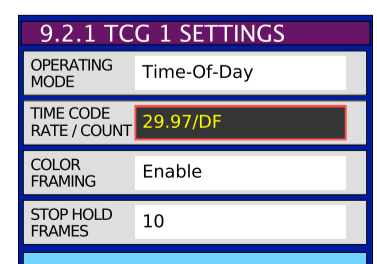 9.2.1 TCG 1 SETTINGS
OPERATING MODE
Time-Of-Day
TIME CODE RATE / COUNT
29.97/DF
COLOR FRAMING
Enable
STOP HOLD FRAMES
10